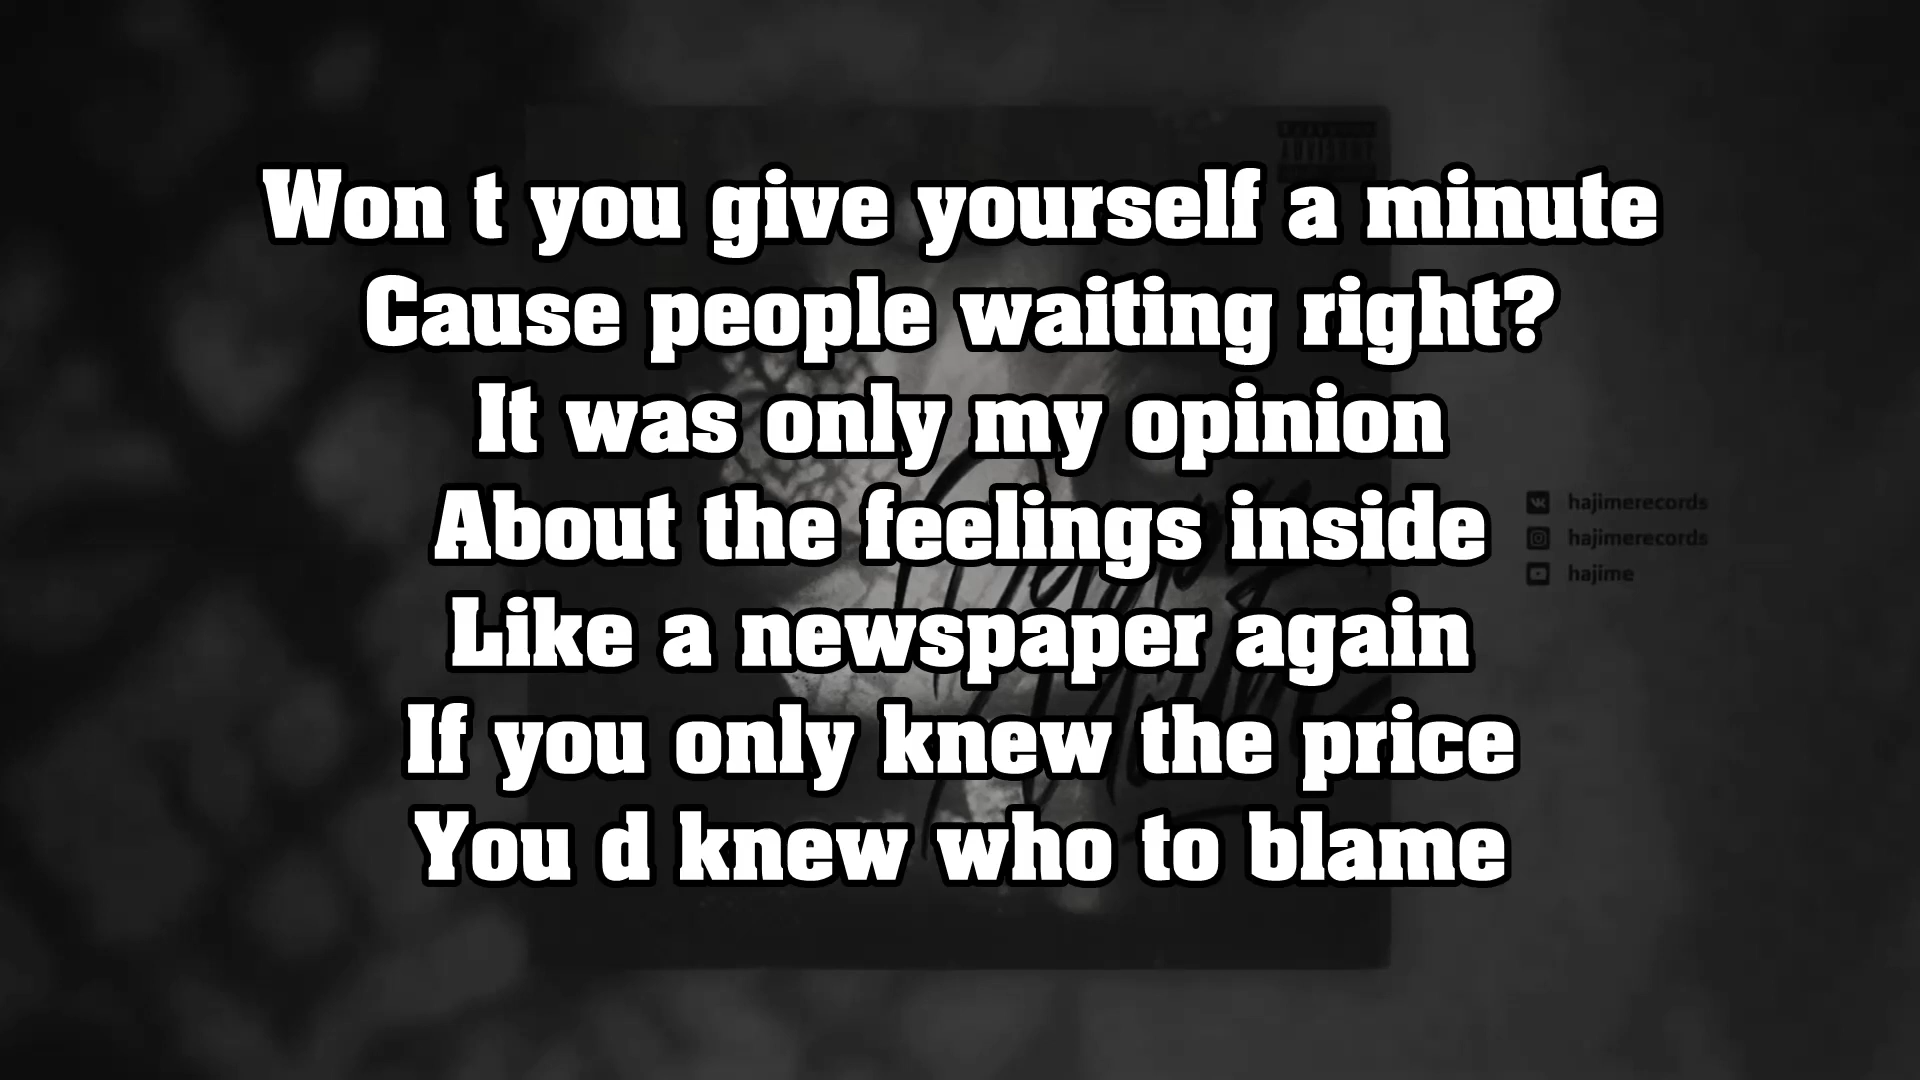 Won t you give yourself a minute
Cause people waiting right?
It was only my opinion
About the feelings inside
Like a newspaper again
If you only knew the price
You d knew who to blame
ADVISORY
hajimerecords
hajimerecords
hajime